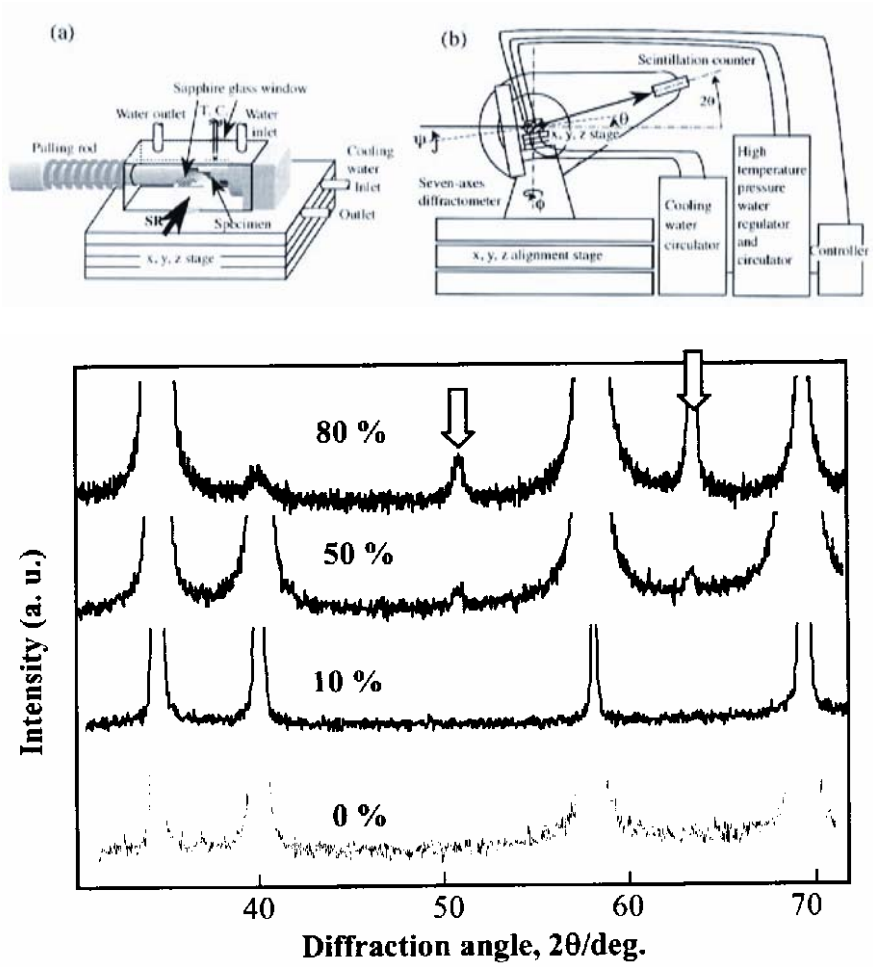 (a)
Sapphire glass window
Water outlet
T. C.
Water
inlet
Pulling rod
Cooling
water
Inlet
Outlet
SR
Specimen
x, y, z stage
(b)
Scintillation counter
2θ
θ
ψ
x, y, z stage
Seven-axes
diffractometer
φ
Cooling
water
circulator
High
temperature
pressure
water
regulator
and
circulator
Controller
x, y, z alignment stage
80 %
50 %
10 %
0 %
Intensity (a. u.)
40
50
60
70
Diffraction angle, 2θ/deg.